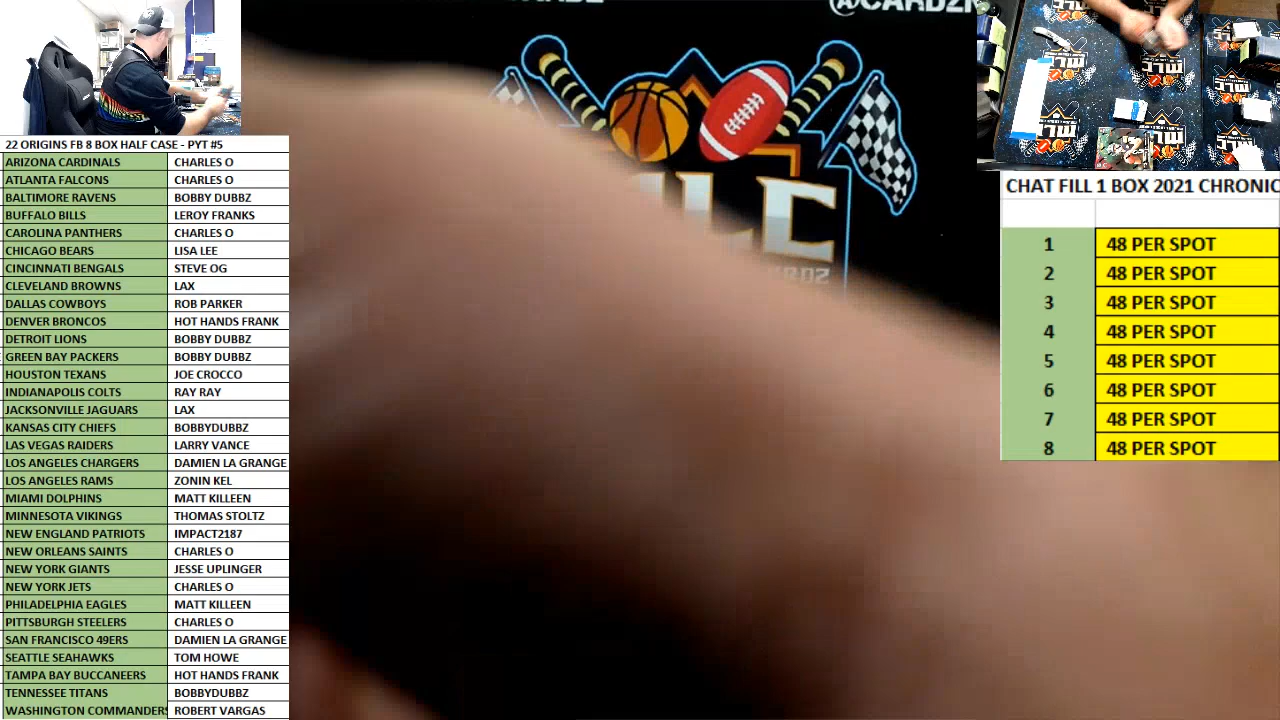 22 ORIGINS FB 8 BOX HALF CASE - PYT #5
ARIZONA CARDINALS CHARLES O
ATLANTA FALCONS CHARLES O
BALTIMORE RAVENS BOBBY DUBBZ
BUFFALO BILLS LEROY FRANKS
CAROLINA PANTHERS CHARLES O
CHICAGO BEARS LISA LEE
CINCINNATI BENGALS STEVE OG
CLEVELAND BROWNS LAX
DALLAS COWBOYS ROB PARKER
DENVER BRONCOS HOT HANDS FRANK
DETROIT LIONS BOBBY DUBBZ
GREEN BAY PACKERS BOBBY DUBBZ
HOUSTON TEXANS JOE CROCCO
INDIANAPOLIS COLTS RAY RAY
JACKSONVILLE JAGUARS LAX
KANSAS CITY CHIEFS BOBBYDUBBZ
LAS VEGAS RAIDERS LARRY VANCE
LOS ANGELES CHARGERS DAMIEN LA GRANGE
LOS ANGELES RAMS ZONIN KEL
MIAMI DOLPHINS MATT KILLEEN
MINNESOTA VIKINGS THOMAS STOLTZ
NEW ENGLAND PATRIOTS IMPACT2187
NEW ORLEANS SAINTS CHARLES O
NEW YORK GIANTS JESSE UPLINGER
NEW YORK JETS CHARLES O
PHILADELPHIA EAGLES MATT KILLEEN
PITTSBURGH STEELERS CHARLES O
SAN FRANCISCO 49ERS DAMIEN LA GRANGE
SEATTLE SEAHAWKS TOM HOWE
TAMPA BAY BUCCANEERS HOT HANDS FRANK
TENNESSEE TITANS BOBBYDUBBZ
WASHINGTON COMMANDERS ROBERT VARGAS
LC
CHAT FILL 1 BOX 2021 CHRONIC
1 48 PER SPOT
2 48 PER SPOT
3 48 PER SPOT
4 48 PER SPOT
5 48 PER SPOT
6 48 PER SPOT
7 48 PER SPOT
8 48 PER SPOT